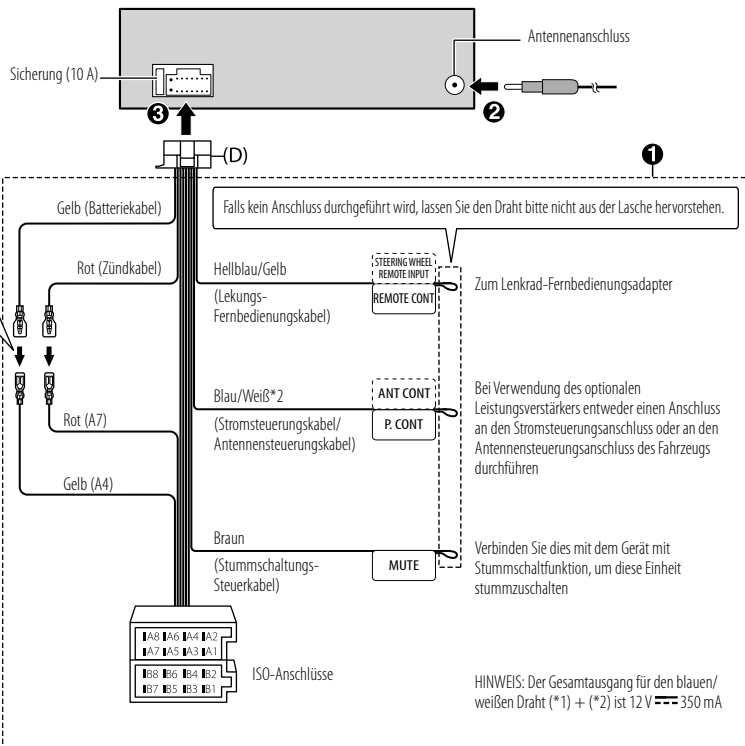 Antennenanschluss
Sicherung (10 A)
❸
❷
(D)
❶
Gelb (Batteriekabel)
Falls kein Anschluss durchgeführt wird, lassen Sie den Draht bitte nicht aus der Lasche hervorstehen.
Rot (Zündkabel)
Hellblau/Gelb
(Lekungs-
Fernbedienungskabel)
STEERING WHEEL
REMOTE INPUT
REMOTE CONT
Zum Lenkrad-Fernbedienungsadapter
Blau/Weiß*2
(Stromsteuerungskabel/
Antennensteuerungskabel)
ANT CONT
P. CONT
Bei Verwendung des optionalen
Leistungsverstärkers entweder einen Anschluss
an den Stromsteuerungsanschluss oder an den
Antennensteuerungsanschluss des Fahrzeugs
durchführen
Rot (A7)
Gelb (A4)
Braun
(Stummschaltungs-
Steuerkabel)
MUTE
Verbinden Sie dies mit dem Gerät mit
Stummschaltfunktion, um diese Einheit
stummzuschalten
A8 A6 A4 A2
A7 A5 A3 A1
B8 B6 B4 B2
B7 B5 B3 B1
ISO-Anschlüsse
HINWEIS: Der Gesamtausgang für den blauen/
weißen Draht (*1) + (*2) ist 12 V ⎓ 350 mA